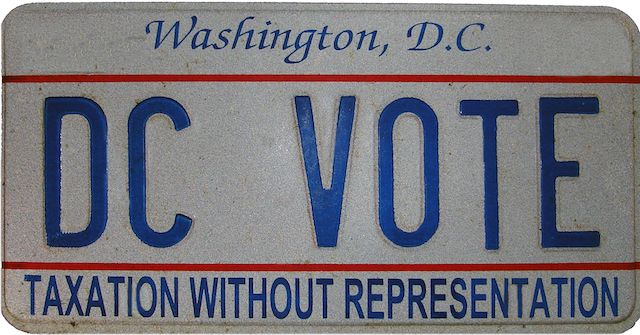 Washington, D.C.
DC VOTE
TAXATION WITHOUT REPRESENTATION